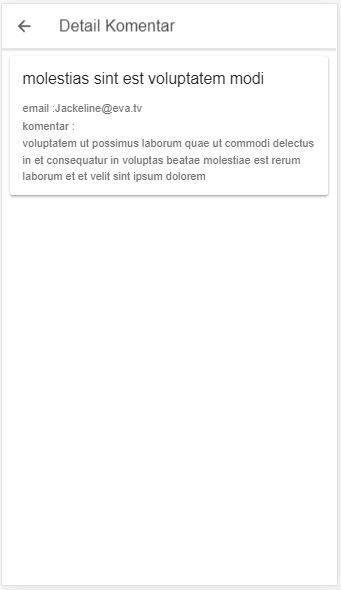 Detail Komentar
molestias sint est voluptatem modi
email :Jackeline@eva.tv
komentar :
voluptatem ut possimus laborum quae ut commodi delectus
in et consequatur in voluptas beatae molestiae est rerum
laborum et et velit sint ipsum dolorem